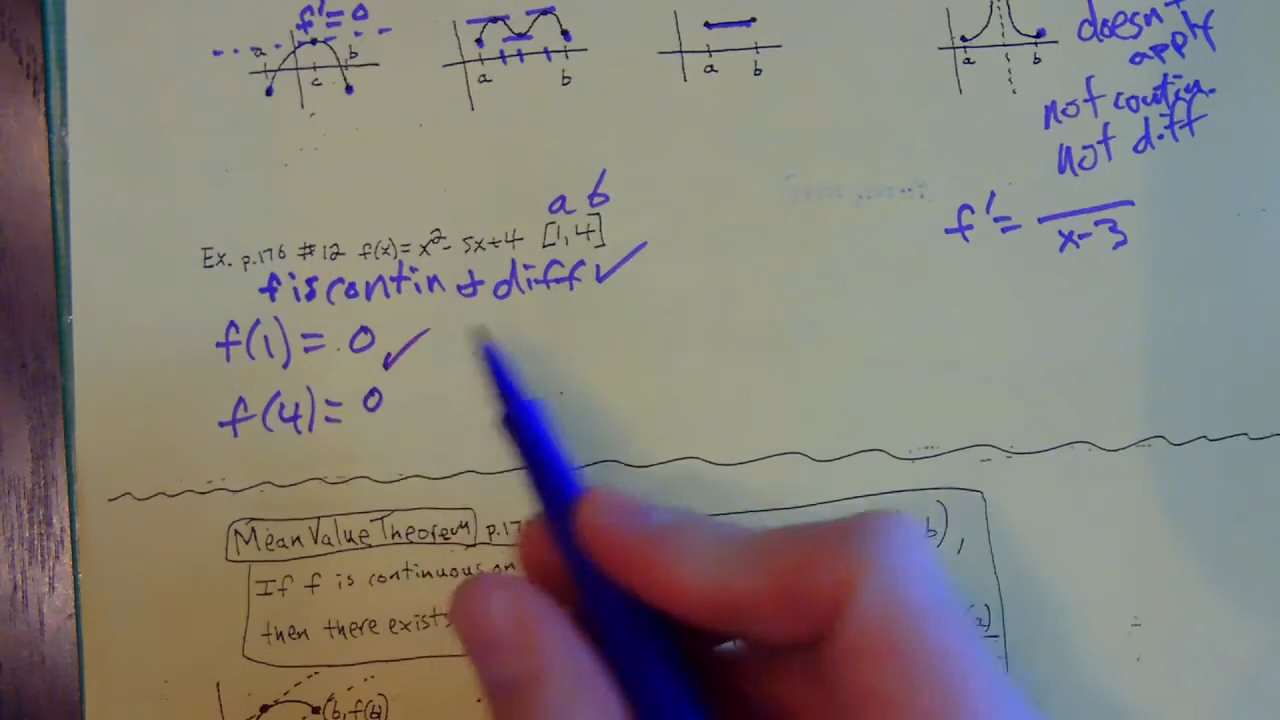 f'=0
a
b
c
a
b
a
b
a
b
doesn't
apply
not contin.
not diff
f'= ___
x-3
a b
Ex. p.176 #12 f(x)= x²- 5x+4 [1,4]
f is contin + diff ✓
f(1)= 0 ✓
f(4)= 0
Mean Value Theorem p.17
b),
If f is continuous on
then there exists
(a)
(b, f(b))